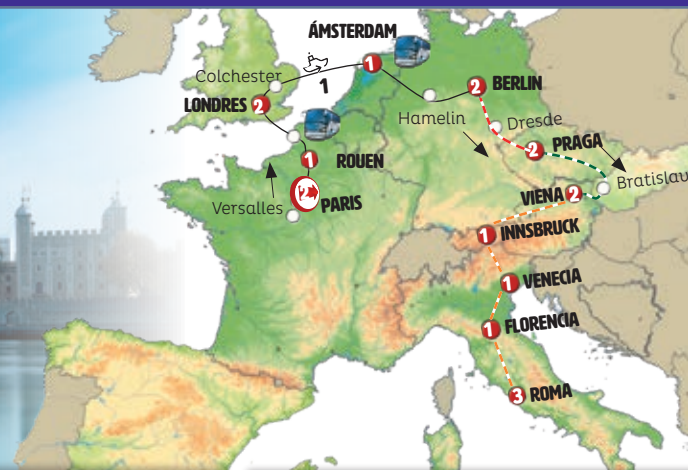 ÁMSTERDAM
1
Colchester
1
2
BERLIN
LONDRES
2
Hamelin
Dresde
2
PRAGA
1
ROUEN
Bratislav
2
PARIS
Versalles
VIENA
2
1
INNSBRUCK
1
VENECIA
1
FLORENCIA
3
ROMA